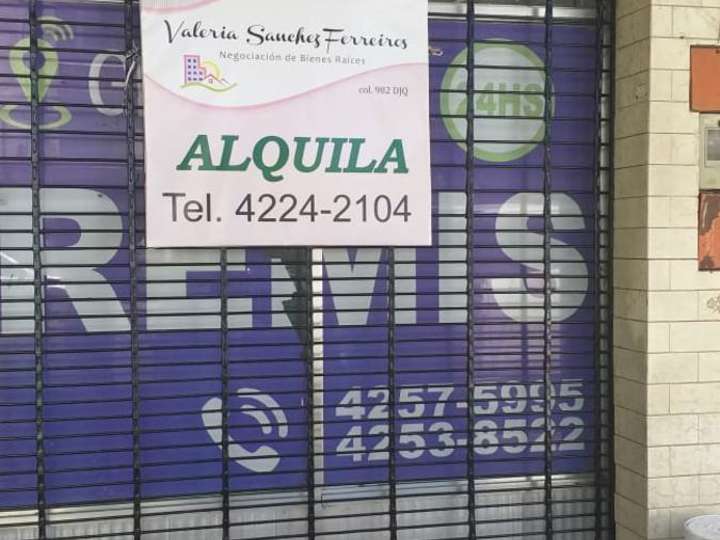 Valeria Sanchez Ferreiros
Negociación de Bienes Raíces
col. 982 DJQ
ALQUILA
Tel. 4224-2104
24HS
REMIS
4257-5995
4253-8522